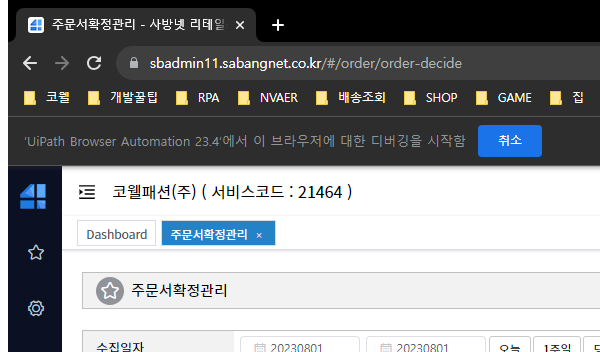 주문서확정관리 - 사방넷 리테일
sbadmin11.sabangnet.co.kr/#/order/order-decide
코웰 개발꿀팁 RPA NVAER 배송조회 SHOP GAME 집
'UiPath Browser Automation 23.4'에서 이 브라우저에 대한 디버깅을 시작함 취소
코웰패션(주) ( 서비스코드 : 21464 )
Dashboard 주문서확정관리 ×
주문서확정관리
수집일자 20230801 20230801 오늘 1주일